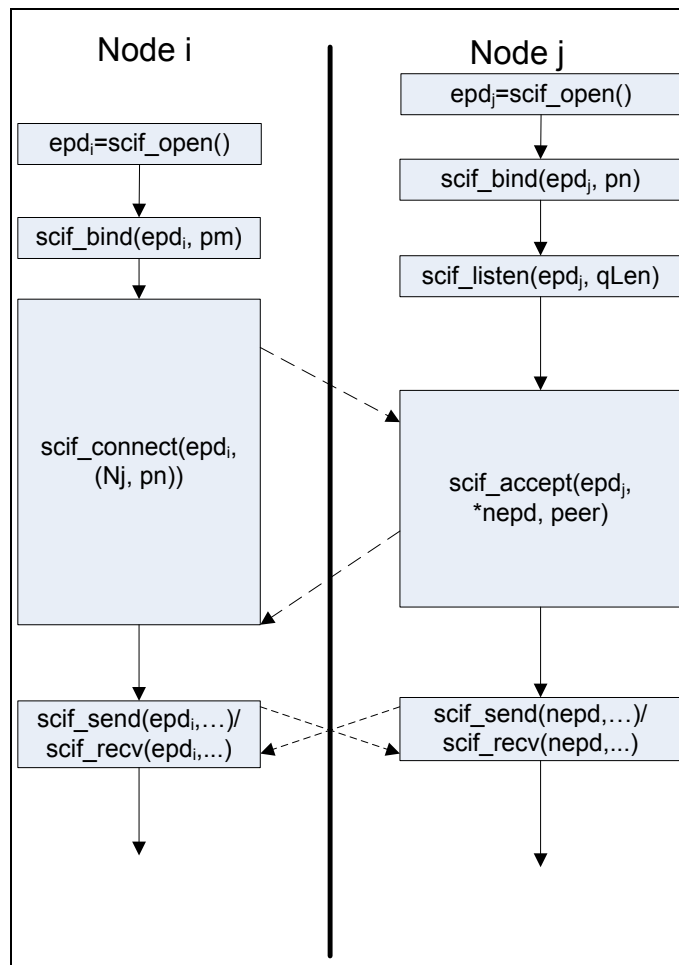 Node i
epdᵢ=scif_open()
scif_bind(epdᵢ, pm)
scif_connect(epdᵢ,
(Nj, pn))
scif_send(epdᵢ,…)/
scif_recv(epdᵢ,...)
Node j
epdⱼ=scif_open()
scif_bind(epdⱼ, pn)
scif_listen(epdⱼ, qLen)
scif_accept(epdⱼ,
*nepd, peer)
scif_send(nepd,…)/
scif_recv(nepd,...)